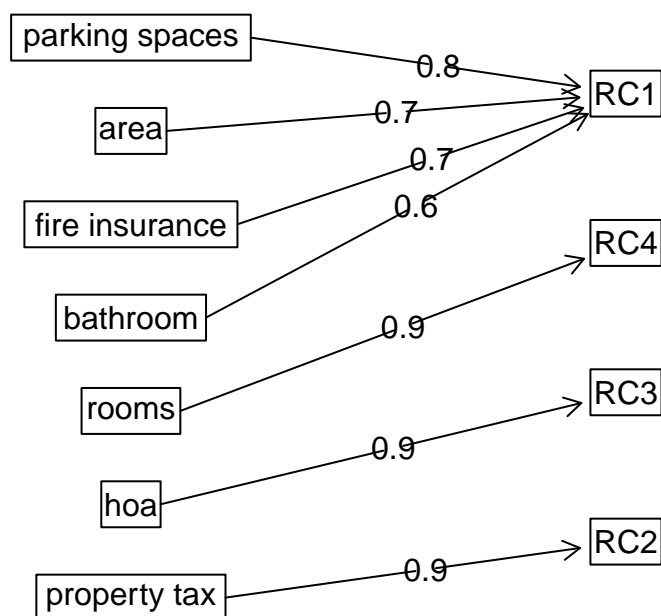 parking spaces
0.8
RC1
area
0.7
fire insurance
0.7
bathroom
0.6
RC4
rooms
0.9
RC3
hoa
0.9
RC2
property tax
0.9